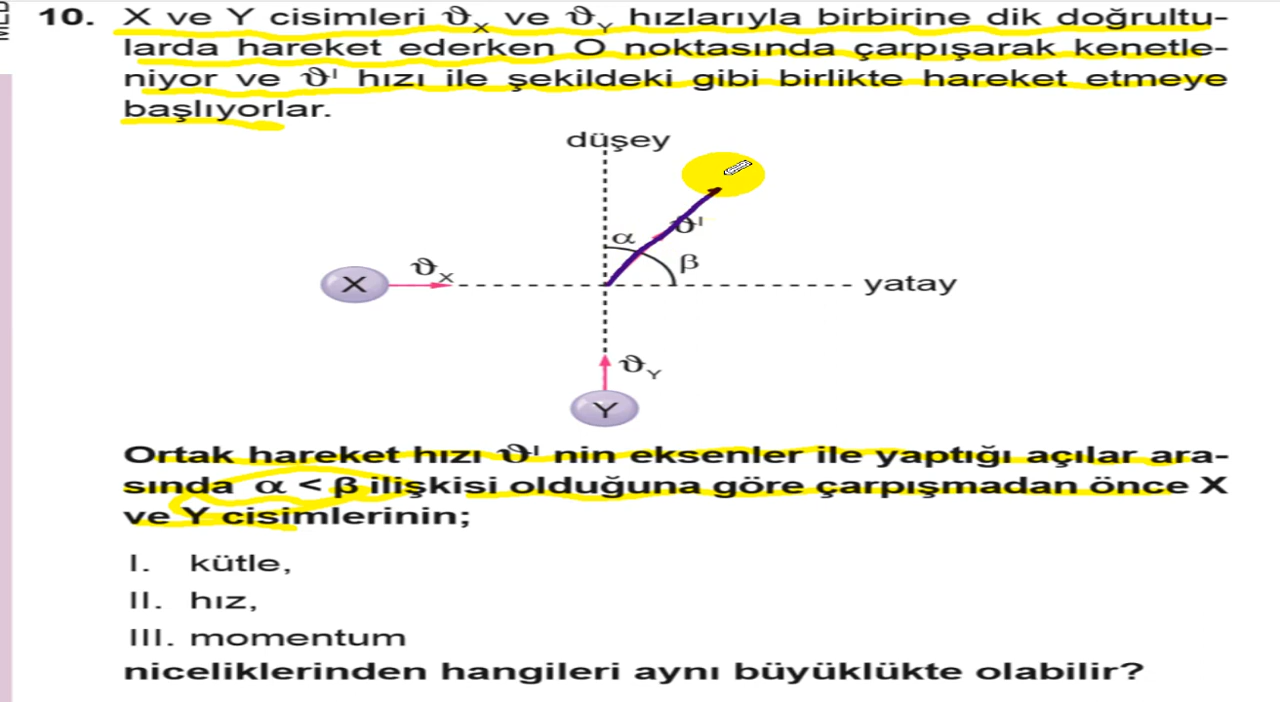 10. X ve Y cisimleri ϑX ve ϑY hızlarıyla birbirine dik doğrultu-
larda hareket ederken O noktasında çarpışarak kenetle-
niyor ve ϑ' hızı ile şekildeki gibi birlikte hareket etmeye
başlıyorlar.
düşey
ϑ'
α
β
ϑX
X
yatay
ϑY
Y
Ortak hareket hızı ϑ' nin eksenler ile yaptığı açılar ara-
sında α < β ilişkisi olduğuna göre çarpışmadan önce X
ve Y cisimlerinin;
I. kütle,
II. hız,
III. momentum
niceliklerinden hangileri aynı büyüklükte olabilir?